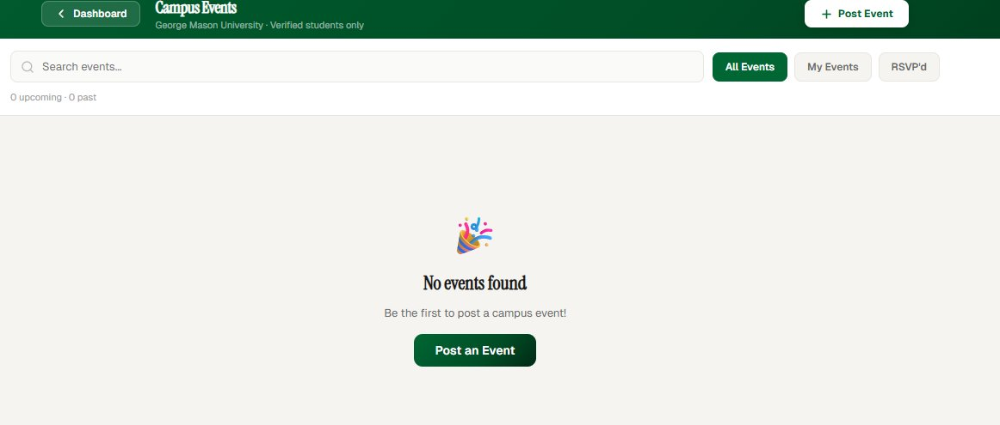 Dashboard
Campus Events
George Mason University · Verified students only
+ Post Event
Search events...
All Events
My Events
RSVP'd
0 upcoming · 0 past
No events found
Be the first to post a campus event!
Post an Event